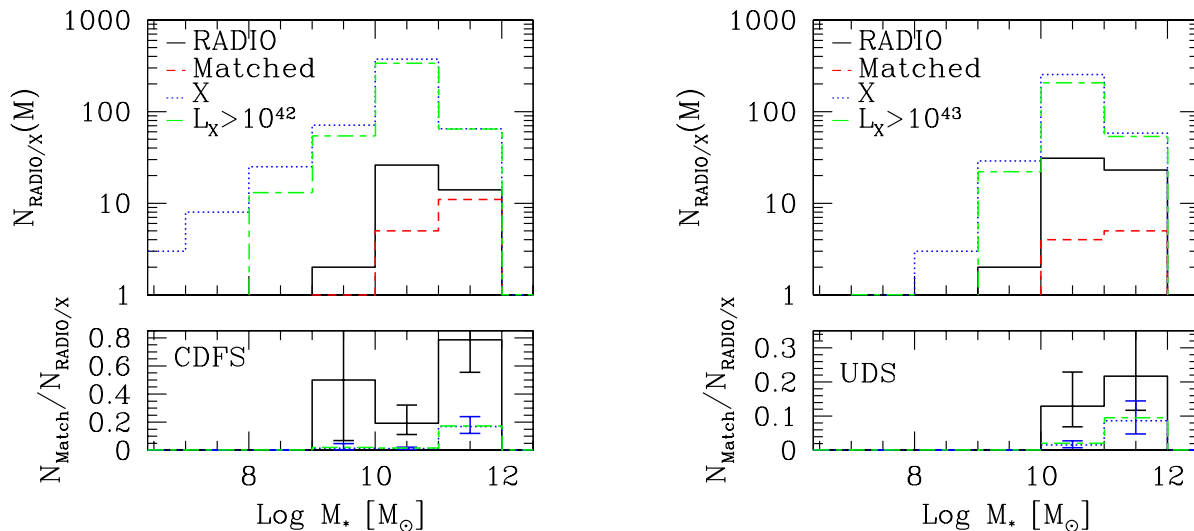 1000
RADIO
Matched
X
L_X>10^42
100
10
1
N_RADIO/X(M)
0.8
CDFS
0.6
0.4
0.2
0
N_Match/N_RADIO/X
8 10 12
Log M_* [M_⊙]
1000
RADIO
Matched
X
L_X>10^43
100
10
1
N_RADIO/X(M)
0.3
UDS
0.2
0.1
0
N_Match/N_RADIO/X
8 10 12
Log M_* [M_⊙]